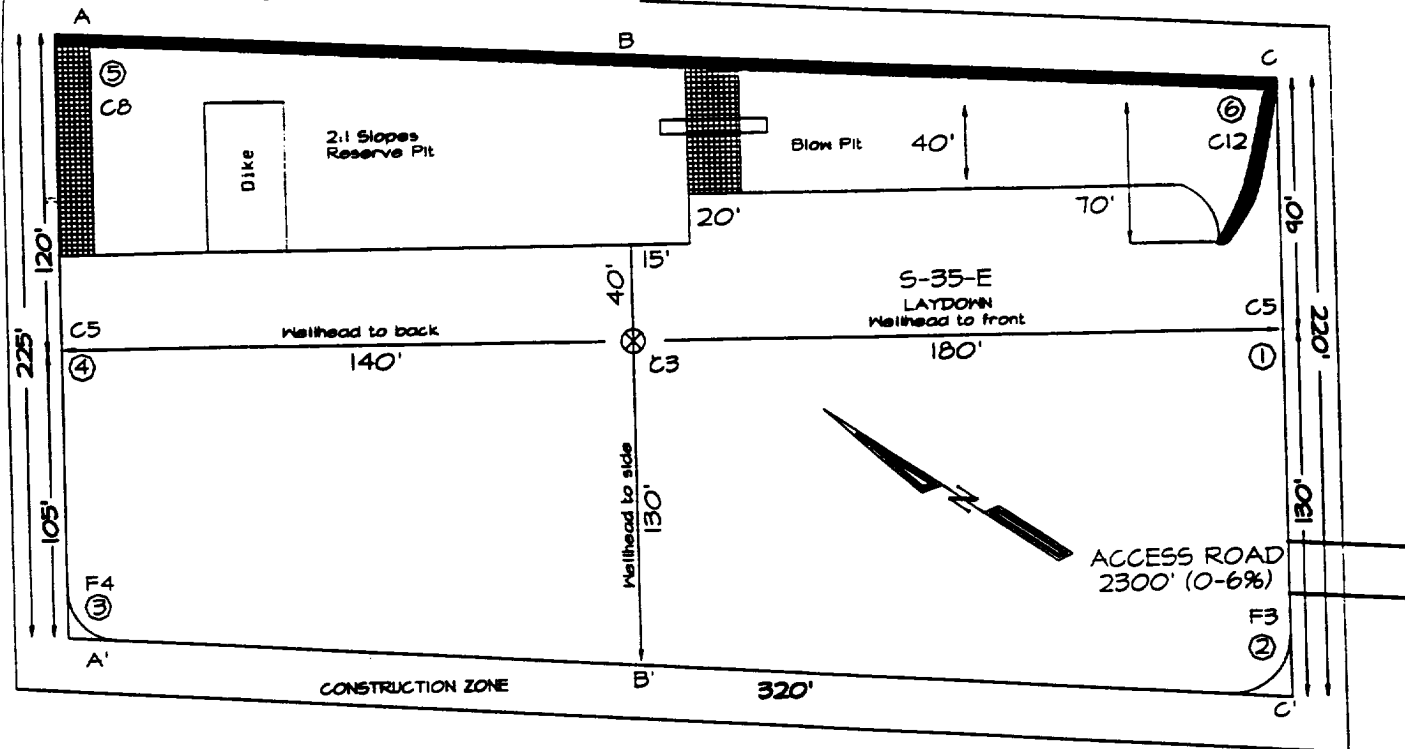 A
B
C
⑤
C8
2:1 Slopes
Reserve Pit
Dike
Blow Pit
40'
⑥
C12
70'
20'
15'
40'
120'
90'
225'
220'
S-35-E
LAYDOWN
Wellhead to front
180'
C5
①
C5
④
Wellhead to back
140'
C3
Wellhead to side
130'
N
105'
130'
ACCESS ROAD
2300' (0-6%)
F4
③
F3
②
A'
B'
C'
CONSTRUCTION ZONE
320'